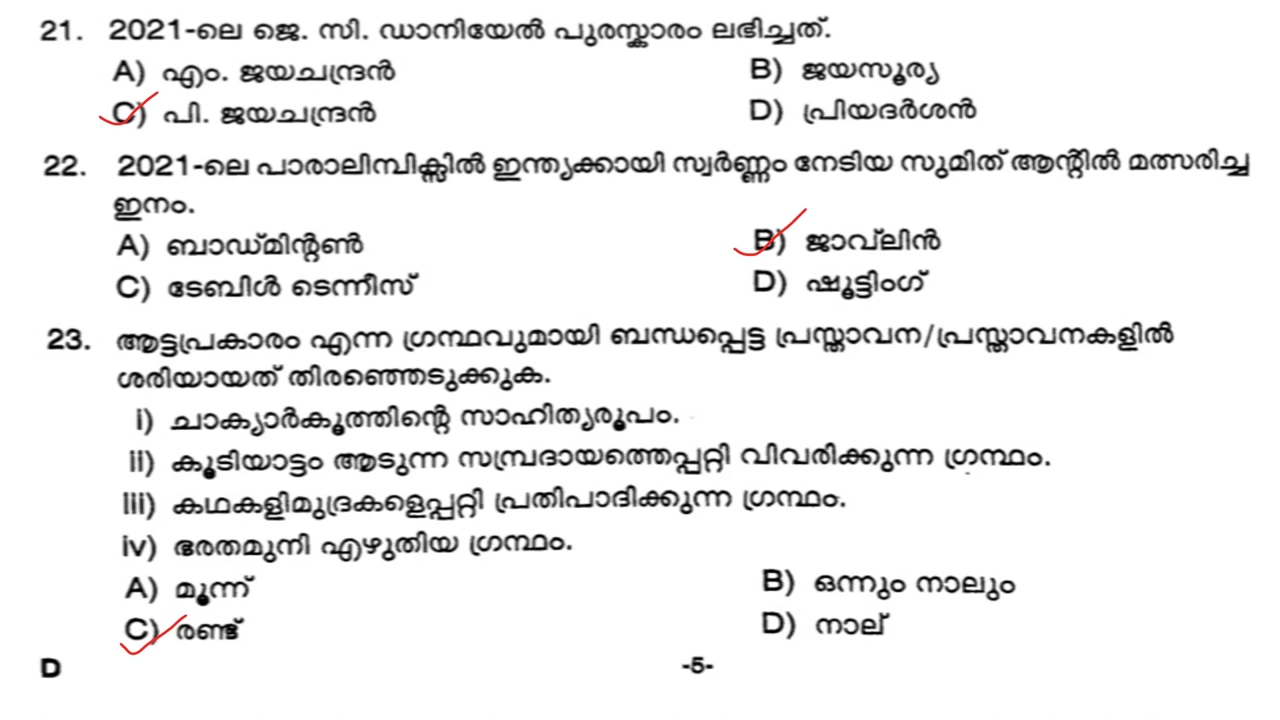 21. 2021-ലെ ജെ. സി. ഡാനിയേൽ പുരസ്കാരം ലഭിച്ചത്.
A) എം. ജയചന്ദ്രൻ B) ജയസൂര്യ
C) പി. ജയചന്ദ്രൻ D) പ്രിയദർശൻ
22. 2021-ലെ പാരാലിമ്പിക്സിൽ ഇന്ത്യക്കായി സ്വർണ്ണം നേടിയ സുമിത് ആന്റിൽ മത്സരിച്ച
ഇനം.
A) ബാഡ്മിന്റൺ B) ജാവ്‌ലിൻ
C) ടേബിൾ ടെന്നീസ് D) ഷൂട്ടിംഗ്
23. ആട്ടപ്രകാരം എന്ന ഗ്രന്ഥവുമായി ബന്ധപ്പെട്ട പ്രസ്താവന/പ്രസ്താവനകളിൽ
ശരിയായത് തിരഞ്ഞെടുക്കുക.
i) ചാക്യാർകൂത്തിന്റെ സാഹിത്യരൂപം.
ii) കൂടിയാട്ടം ആടുന്ന സമ്പ്രദായത്തെപ്പറ്റി വിവരിക്കുന്ന ഗ്രന്ഥം.
iii) കഥകളിമുദ്രകളെപ്പറ്റി പ്രതിപാദിക്കുന്ന ഗ്രന്ഥം.
iv) ഭരതമുനി എഴുതിയ ഗ്രന്ഥം.
A) മൂന്ന് B) ഒന്നും നാലും
C) രണ്ട് D) നാല്
D -5-